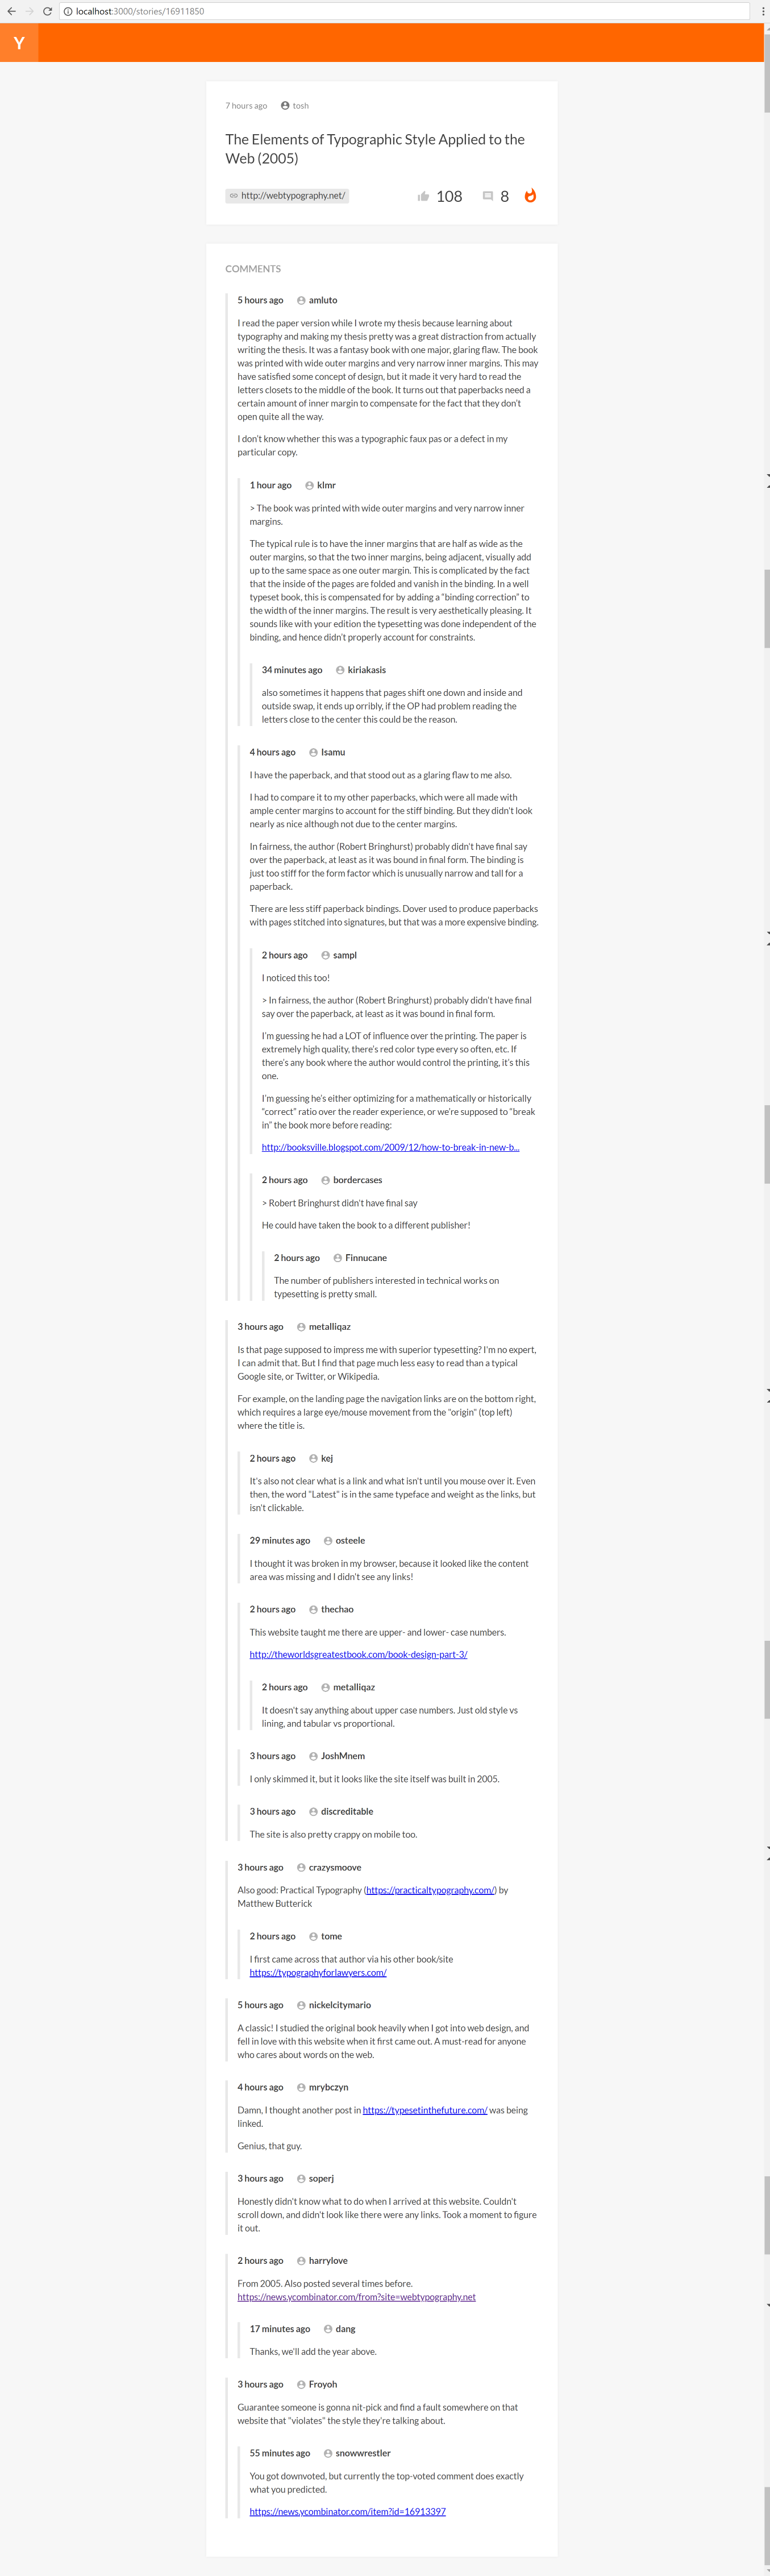 localhost:3000/stories/16911850
Y
7 hours ago tosh
The Elements of Typographic Style Applied to the
Web (2005)
http://webtypography.net/ 108 8
COMMENTS
5 hours ago amluto
I read the paper version while I wrote my thesis because learning about
typography and making my thesis pretty was a great distraction from actually
writing the thesis. It was a fantasy book with one major, glaring flaw. The book
was printed with wide outer margins and very narrow inner margins. This may
have satisfied some concept of design, but it made it very hard to read the
letters closets to the middle of the book. It turns out that paperbacks need a
certain amount of inner margin to compensate for the fact that they don't
open quite all the way.
I don't know whether this was a typographic faux pas or a defect in my
particular copy.
1 hour ago klmr
> The book was printed with wide outer margins and very narrow inner
margins.
The typical rule is to have the inner margins that are half as wide as the
outer margins, so that the two inner margins, being adjacent, visually add
up to the same space as one outer margin. This is complicated by the fact
that the inside of the pages are folded and vanish in the binding. In a well
typeset book, this is compensated for by adding a “binding correction” to
the width of the inner margins. The result is very aesthetically pleasing. It
sounds like with your edition the typesetting was done independent of the
binding, and hence didn’t properly account for constraints.
34 minutes ago kiriakasis
also sometimes it happens that pages shift one down and inside and
outside swap, it ends up orribly, if the OP had problem reading the
letters close to the center this could be the reason.
4 hours ago Isamu
I have the paperback, and that stood out as a glaring flaw to me also.
I had to compare it to my other paperbacks, which were all made with
ample center margins to account for the stiff binding. But they didn't look
nearly as nice although not due to the center margins.
In fairness, the author (Robert Bringhurst) probably didn't have final say
over the paperback, at least as it was bound in final form. The binding is
just too stiff for the form factor which is unusually narrow and tall for a
paperback.
There are less stiff paperback bindings. Dover used to produce paperbacks
with pages stitched into signatures, but that was a more expensive binding.
2 hours ago sampl
I noticed this too!
> In fairness, the author (Robert Bringhurst) probably didn't have final
say over the paperback, at least as it was bound in final form.
I’m guessing he had a LOT of influence over the printing. The paper is
extremely high quality, there’s red color type every so often, etc. If
there’s any book where the author would control the printing, it’s this
one.
I’m guessing he’s either optimizing for a mathematically or historically
“correct” ratio over the reader experience, or we’re supposed to “break
in” the book more before reading:
http://booksville.blogspot.com/2009/12/how-to-break-in-new-b...
2 hours ago bordercases
> Robert Bringhurst didn't have final say
He could have taken the book to a different publisher!
2 hours ago Finnucane
The number of publishers interested in technical works on
typesetting is pretty small.
3 hours ago metalliqaz
Is that page supposed to impress me with superior typesetting? I'm no expert,
I can admit that. But I find that page much less easy to read than a typical
Google site, or Twitter, or Wikipedia.
For example, on the landing page the navigation links are on the bottom right,
which requires a large eye/mouse movement from the "origin" (top left)
where the title is.
2 hours ago kej
It's also not clear what is a link and what isn't until you mouse over it. Even
then, the word "Latest" is in the same typeface and weight as the links, but
isn't clickable.
29 minutes ago osteele
I thought it was broken in my browser, because it looked like the content
area was missing and I didn't see any links!
2 hours ago thechao
This website taught me there are upper- and lower- case numbers.
http://theworldsgreatestbook.com/book-design-part-3/
2 hours ago metalliqaz
It doesn't say anything about upper case numbers. Just old style vs
lining, and tabular vs proportional.
3 hours ago JoshMnem
I only skimmed it, but it looks like the site itself was built in 2005.
3 hours ago discreditable
The site is also pretty crappy on mobile too.
3 hours ago crazysmoove
Also good: Practical Typography (https://practicaltypography.com/) by
Matthew Butterick
2 hours ago tome
I first came across that author via his other book/site
https://typographyforlawyers.com/
5 hours ago nickelcitymario
A classic! I studied the original book heavily when I got into web design, and
fell in love with this website when it first came out. A must-read for anyone
who cares about words on the web.
4 hours ago mrybczyn
Damn, I thought another post in https://typesetinthefuture.com/ was being
linked.
Genius, that guy.
3 hours ago soperj
Honestly didn't know what to do when I arrived at this website. Couldn't
scroll down, and didn't look like there were any links. Took a moment to figure
it out.
2 hours ago harrylove
From 2005. Also posted several times before.
https://news.ycombinator.com/from?site=webtypography.net
17 minutes ago dang
Thanks, we'll add the year above.
3 hours ago Froyoh
Guarantee someone is gonna nit-pick and find a fault somewhere on that
website that "violates" the style they're talking about.
55 minutes ago snowwrestler
You got downvoted, but currently the top-voted comment does exactly
what you predicted.
https://news.ycombinator.com/item?id=16913397